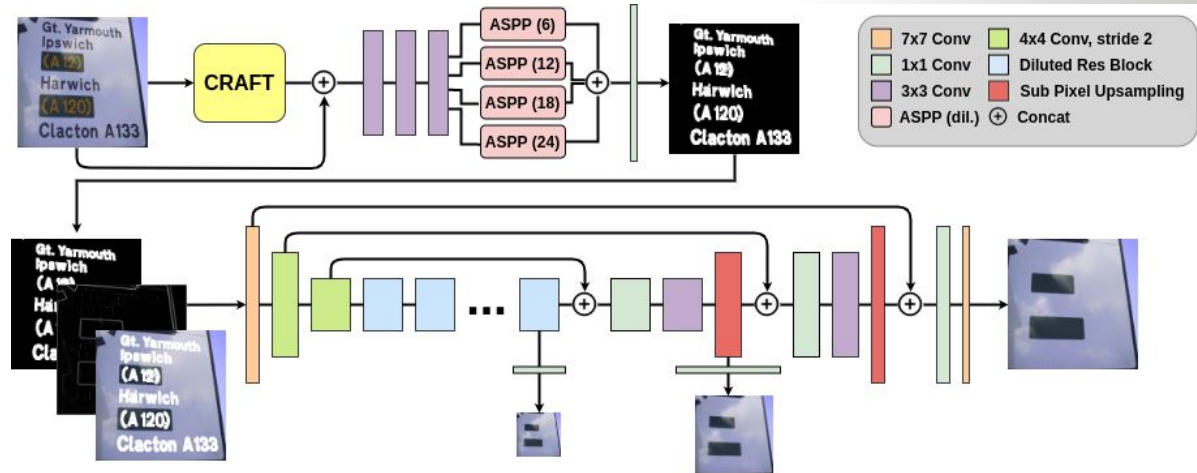 Gt. Yarmouth
Ipswich
(A 12)
Harwich
(A 120)
Clacton A133
CRAFT
ASPP (6)
ASPP (12)
ASPP (18)
ASPP (24)
Gt. Yarmouth
Ipswich
(A 12)
Harwich
(A 120)
Clacton A133
7x7 Conv
1x1 Conv
3x3 Conv
ASPP (dil.)
4x4 Conv, stride 2
Diluted Res Block
Sub Pixel Upsampling
Concat
Gt. Yarmouth
Ipswich
(A
Har
(A
Clac
...
Gt. Yarmouth
Ipswich
(A 12)
Harwich
(A 120)
Clacton A133